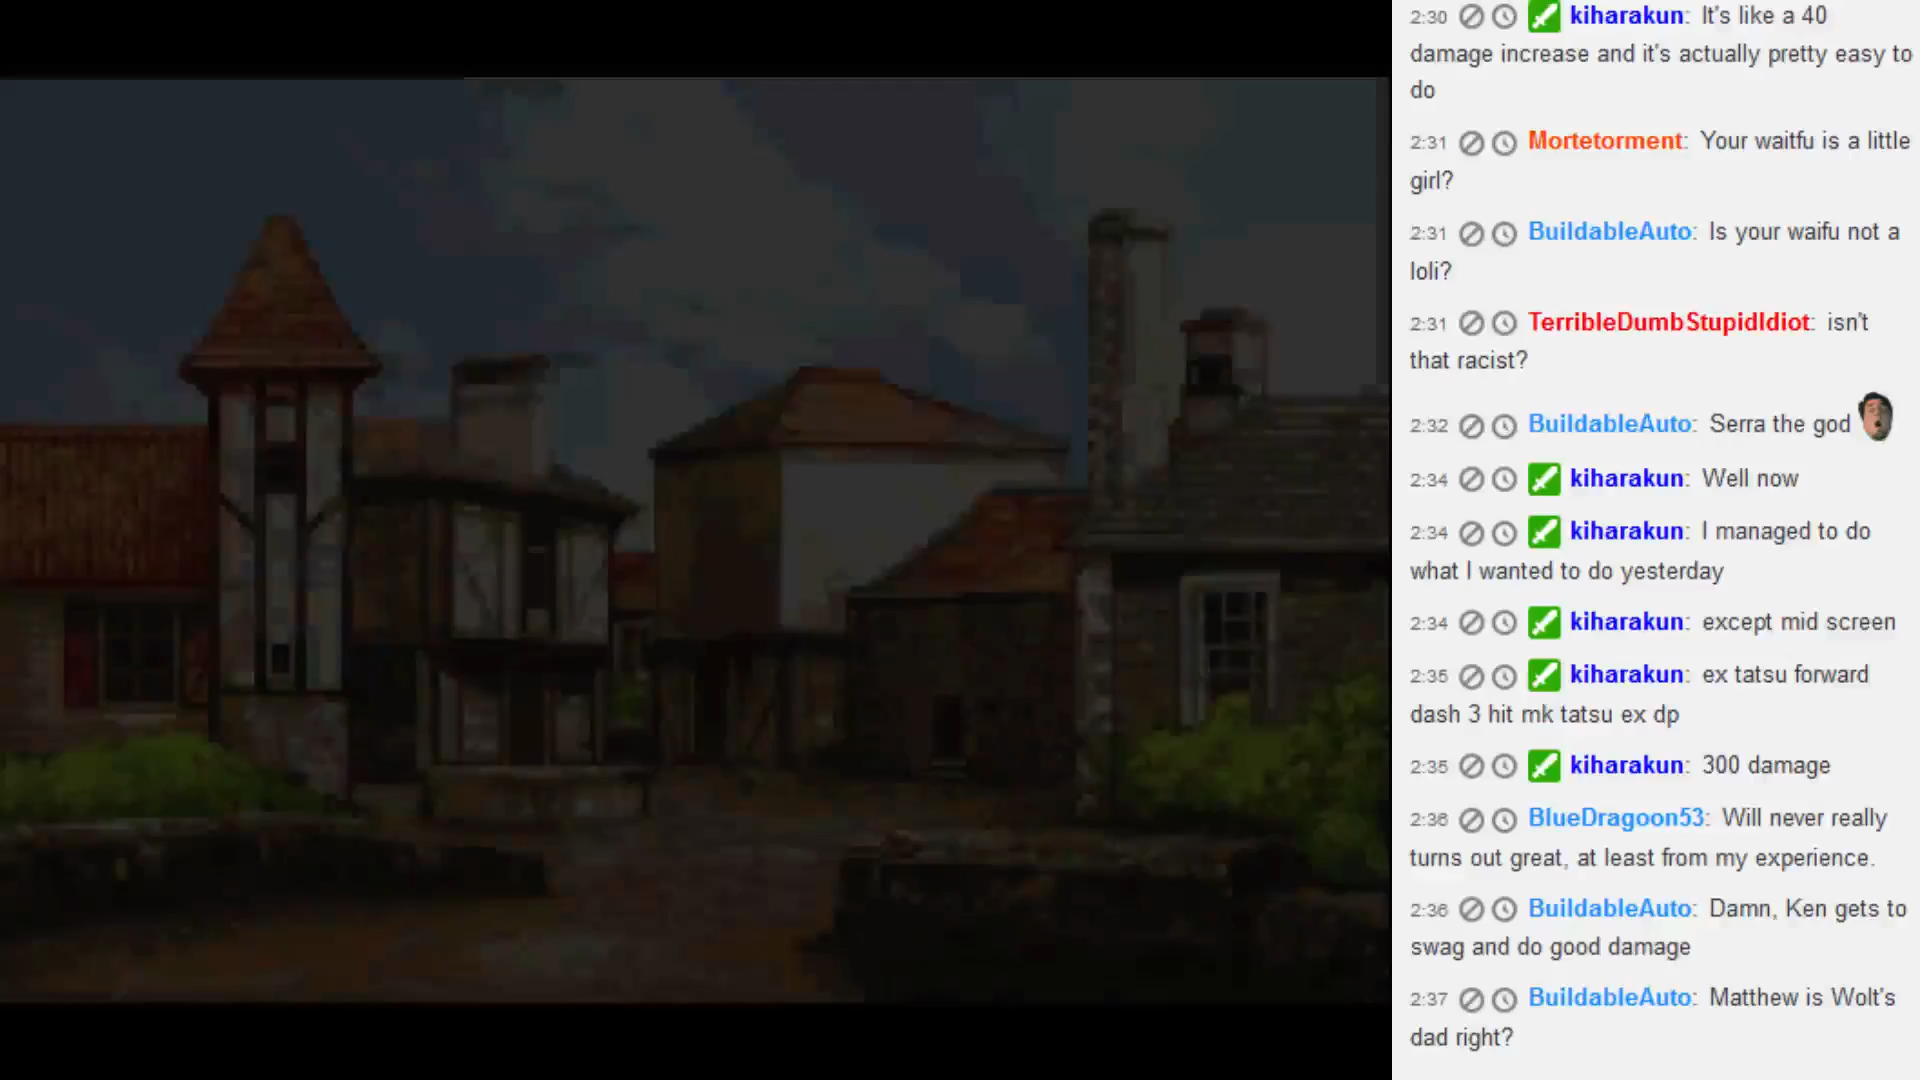 2:30 kiharakun: It's like a 40
damage increase and it's actually pretty easy to
do
2:31 Mortetorment: Your waitfu is a little
girl?
2:31 BuildableAuto: Is your waifu not a
loli?
2:31 TerribleDumbStupidIdiot: isn't
that racist?
2:32 BuildableAuto: Serra the god
2:34 kiharakun: Well now
2:34 kiharakun: I managed to do
what I wanted to do yesterday
2:34 kiharakun: except mid screen
2:35 kiharakun: ex tatsu forward
dash 3 hit mk tatsu ex dp
2:35 kiharakun: 300 damage
2:36 BlueDragoon53: Will never really
turns out great, at least from my experience.
2:36 BuildableAuto: Damn, Ken gets to
swag and do good damage
2:37 BuildableAuto: Matthew is Wolt's
dad right?